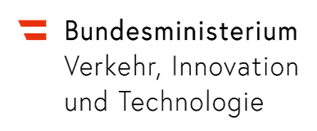 Bundesministerium
Verkehr, Innovation
und Technologie